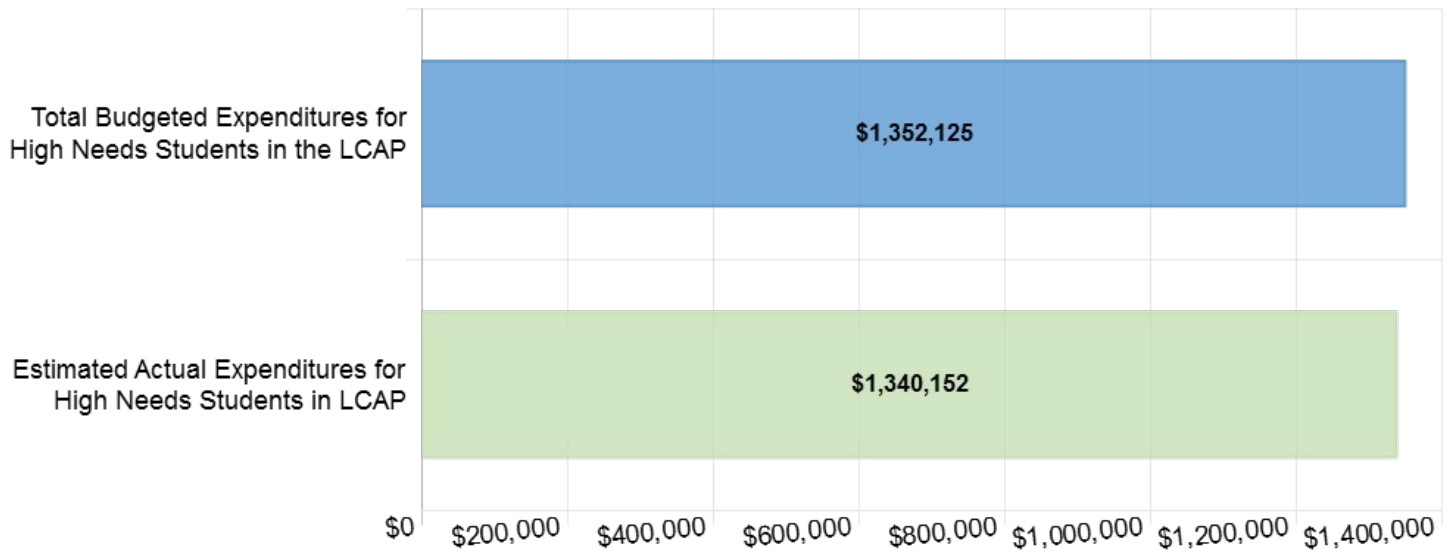 Total Budgeted Expenditures for
High Needs Students in the LCAP
$1,352,125
Estimated Actual Expenditures for
High Needs Students in LCAP
$1,340,152
$0 $200,000 $400,000 $600,000 $800,000 $1,000,000 $1,200,000 $1,400,000